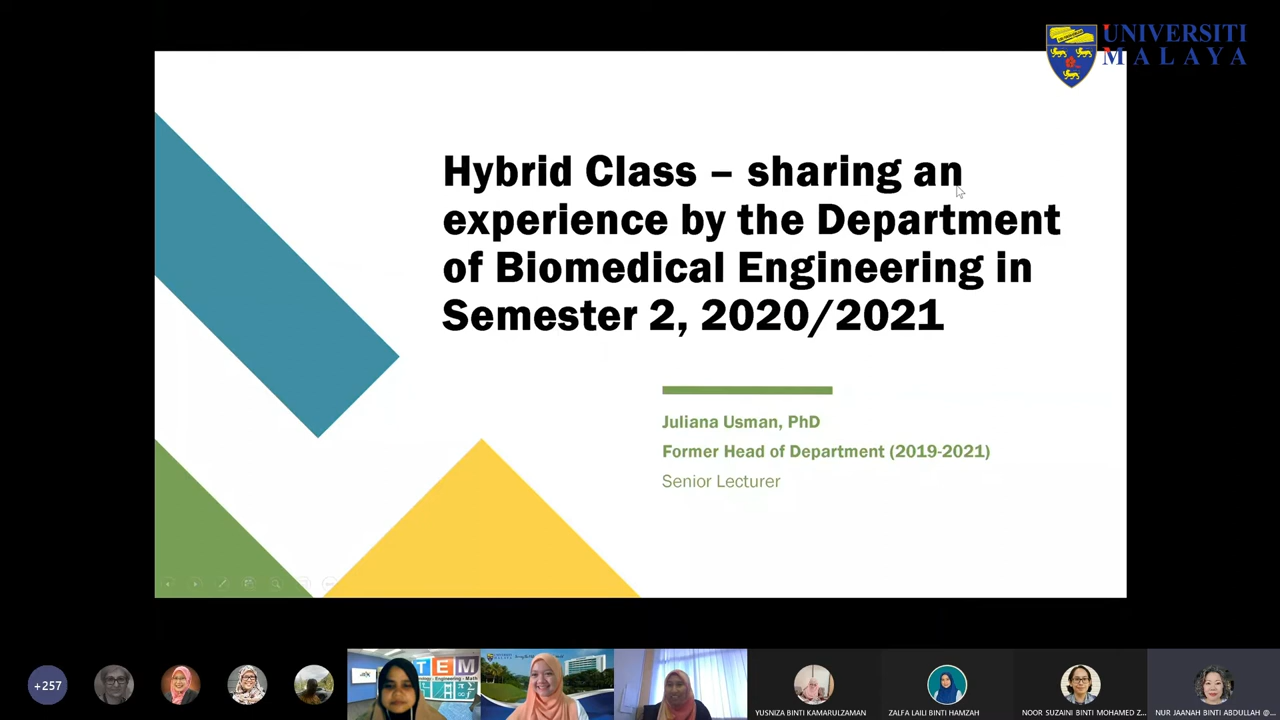 UNIVERSITI
MALAYA
Hybrid Class – sharing an
experience by the Department
of Biomedical Engineering in
Semester 2, 2020/2021
Juliana Usman, PhD
Former Head of Department (2019-2021)
Senior Lecturer
+257
TEM
YUSNIZA BINTI KAMARULZAMAN
ZALFA LAILI BINTI HAMZAH
NOOR SUZAINI BINTI MOHAMED Z...
NUR JAANAH BINTI ABDULLAH @...